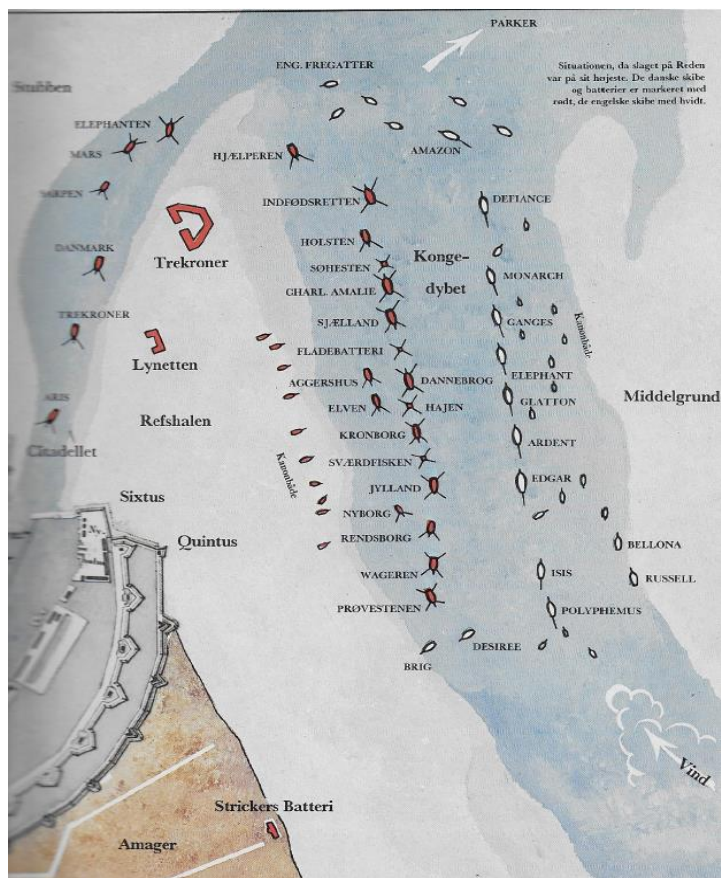 PARKER
ENG. FREGATTER
Situationen, da slaget på Reden
var på sit højeste. De danske skibe
og batterier er markeret med
rødt, de engelske skibe med hvidt.
Stubben
ELEPHANTEN
MARS
HJÆLPEREN
AMAZON
SARPEN
INDFØDSRETTEN
DEFIANCE
DANMARK
Trekroner
HOLSTEN
SØHESTEN
Konge-
dybet
MONARCH
CHARL. AMALIE
TREKRONER
SJÆLLAND
GANGES
Kanonbåde
Lynetten
FLADEBATTERI
AGGERSHUS
DANNEBROG
ELEPHANT
ARIS
Refshalen
ELVEN
HAJEN
GLATTON
Middelgrund
KRONBORG
ARDENT
Citadellet
Kanonbåde
SVÆRDFISKEN
JYLLAND
EDGAR
Sixtus
NYBORG
Quintus
RENDSBORG
BELLONA
WAGEREN
ISIS
RUSSELL
PRØVESTENEN
POLYPHEMUS
DESIREE
BRIG
Vind
Strickers Batteri
Amager